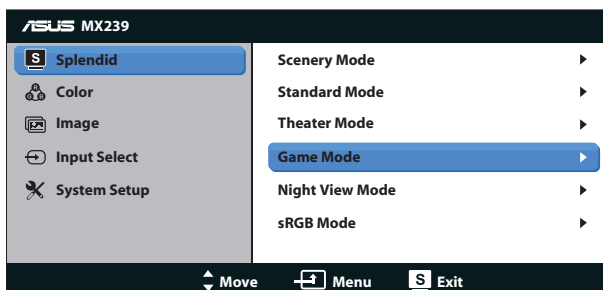 ASUS MX239
S Splendid
Color
Image
Input Select
System Setup
Scenery Mode
Standard Mode
Theater Mode
Game Mode
Night View Mode
sRGB Mode
Move Menu S Exit